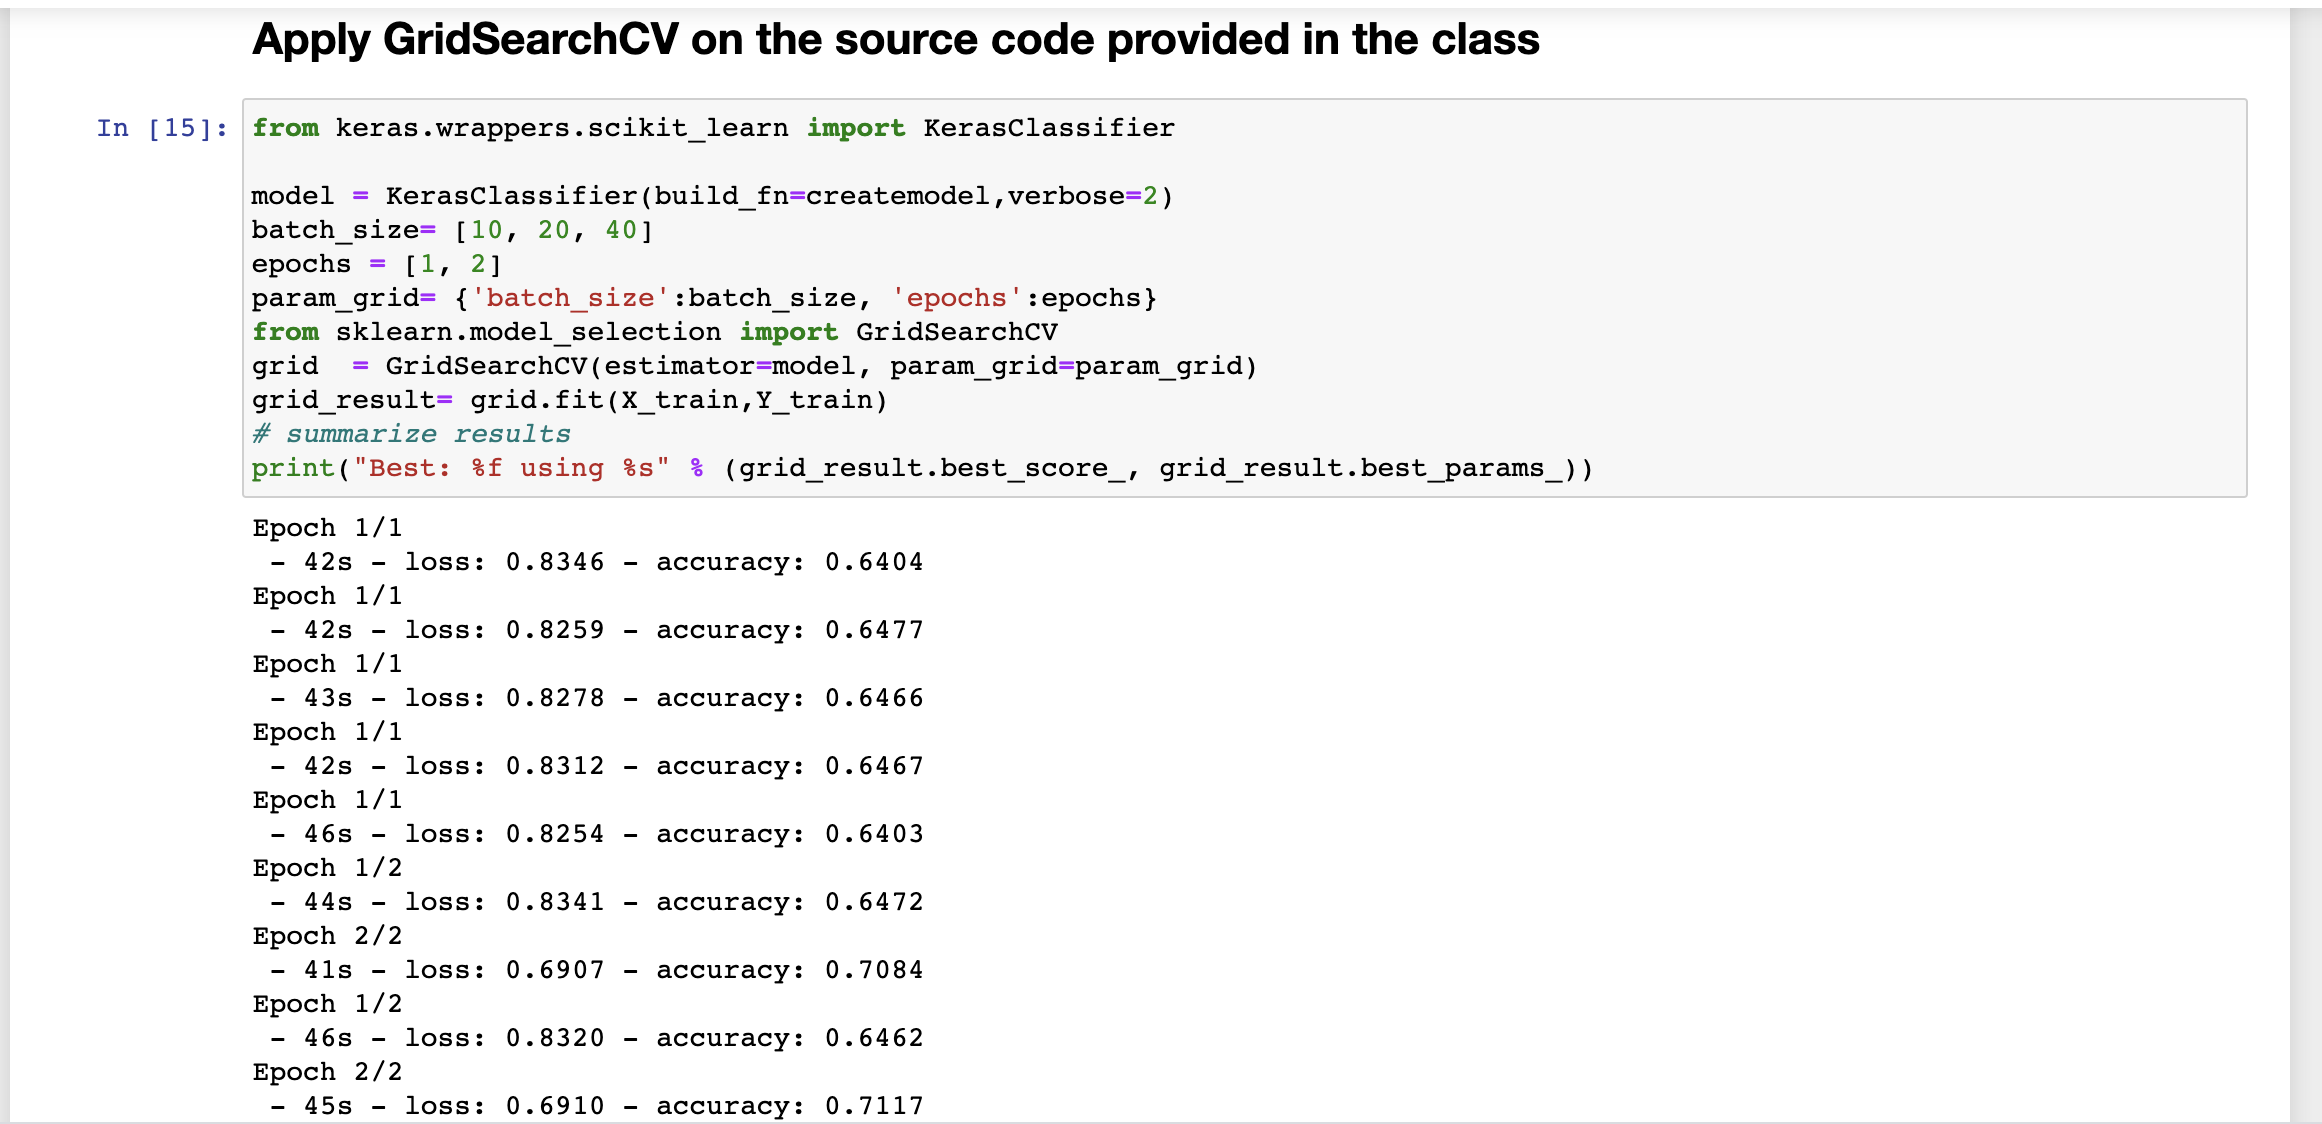 Apply GridSearchCV on the source code provided in the class
In [15]:
from keras.wrappers.scikit_learn import KerasClassifier
model = KerasClassifier(build_fn=createmodel,verbose=2)
batch_size= [10, 20, 40]
epochs = [1, 2]
param_grid= {'batch_size':batch_size, 'epochs':epochs}
from sklearn.model_selection import GridSearchCV
grid  = GridSearchCV(estimator=model, param_grid=param_grid)
grid_result= grid.fit(X_train,Y_train)
# summarize results
print("Best: %f using %s" % (grid_result.best_score_, grid_result.best_params_))
Epoch 1/1
 - 42s - loss: 0.8346 - accuracy: 0.6404
Epoch 1/1
 - 42s - loss: 0.8259 - accuracy: 0.6477
Epoch 1/1
 - 43s - loss: 0.8278 - accuracy: 0.6466
Epoch 1/1
 - 42s - loss: 0.8312 - accuracy: 0.6467
Epoch 1/1
 - 46s - loss: 0.8254 - accuracy: 0.6403
Epoch 1/2
 - 44s - loss: 0.8341 - accuracy: 0.6472
Epoch 2/2
 - 41s - loss: 0.6907 - accuracy: 0.7084
Epoch 1/2
 - 46s - loss: 0.8320 - accuracy: 0.6462
Epoch 2/2
 - 45s - loss: 0.6910 - accuracy: 0.7117